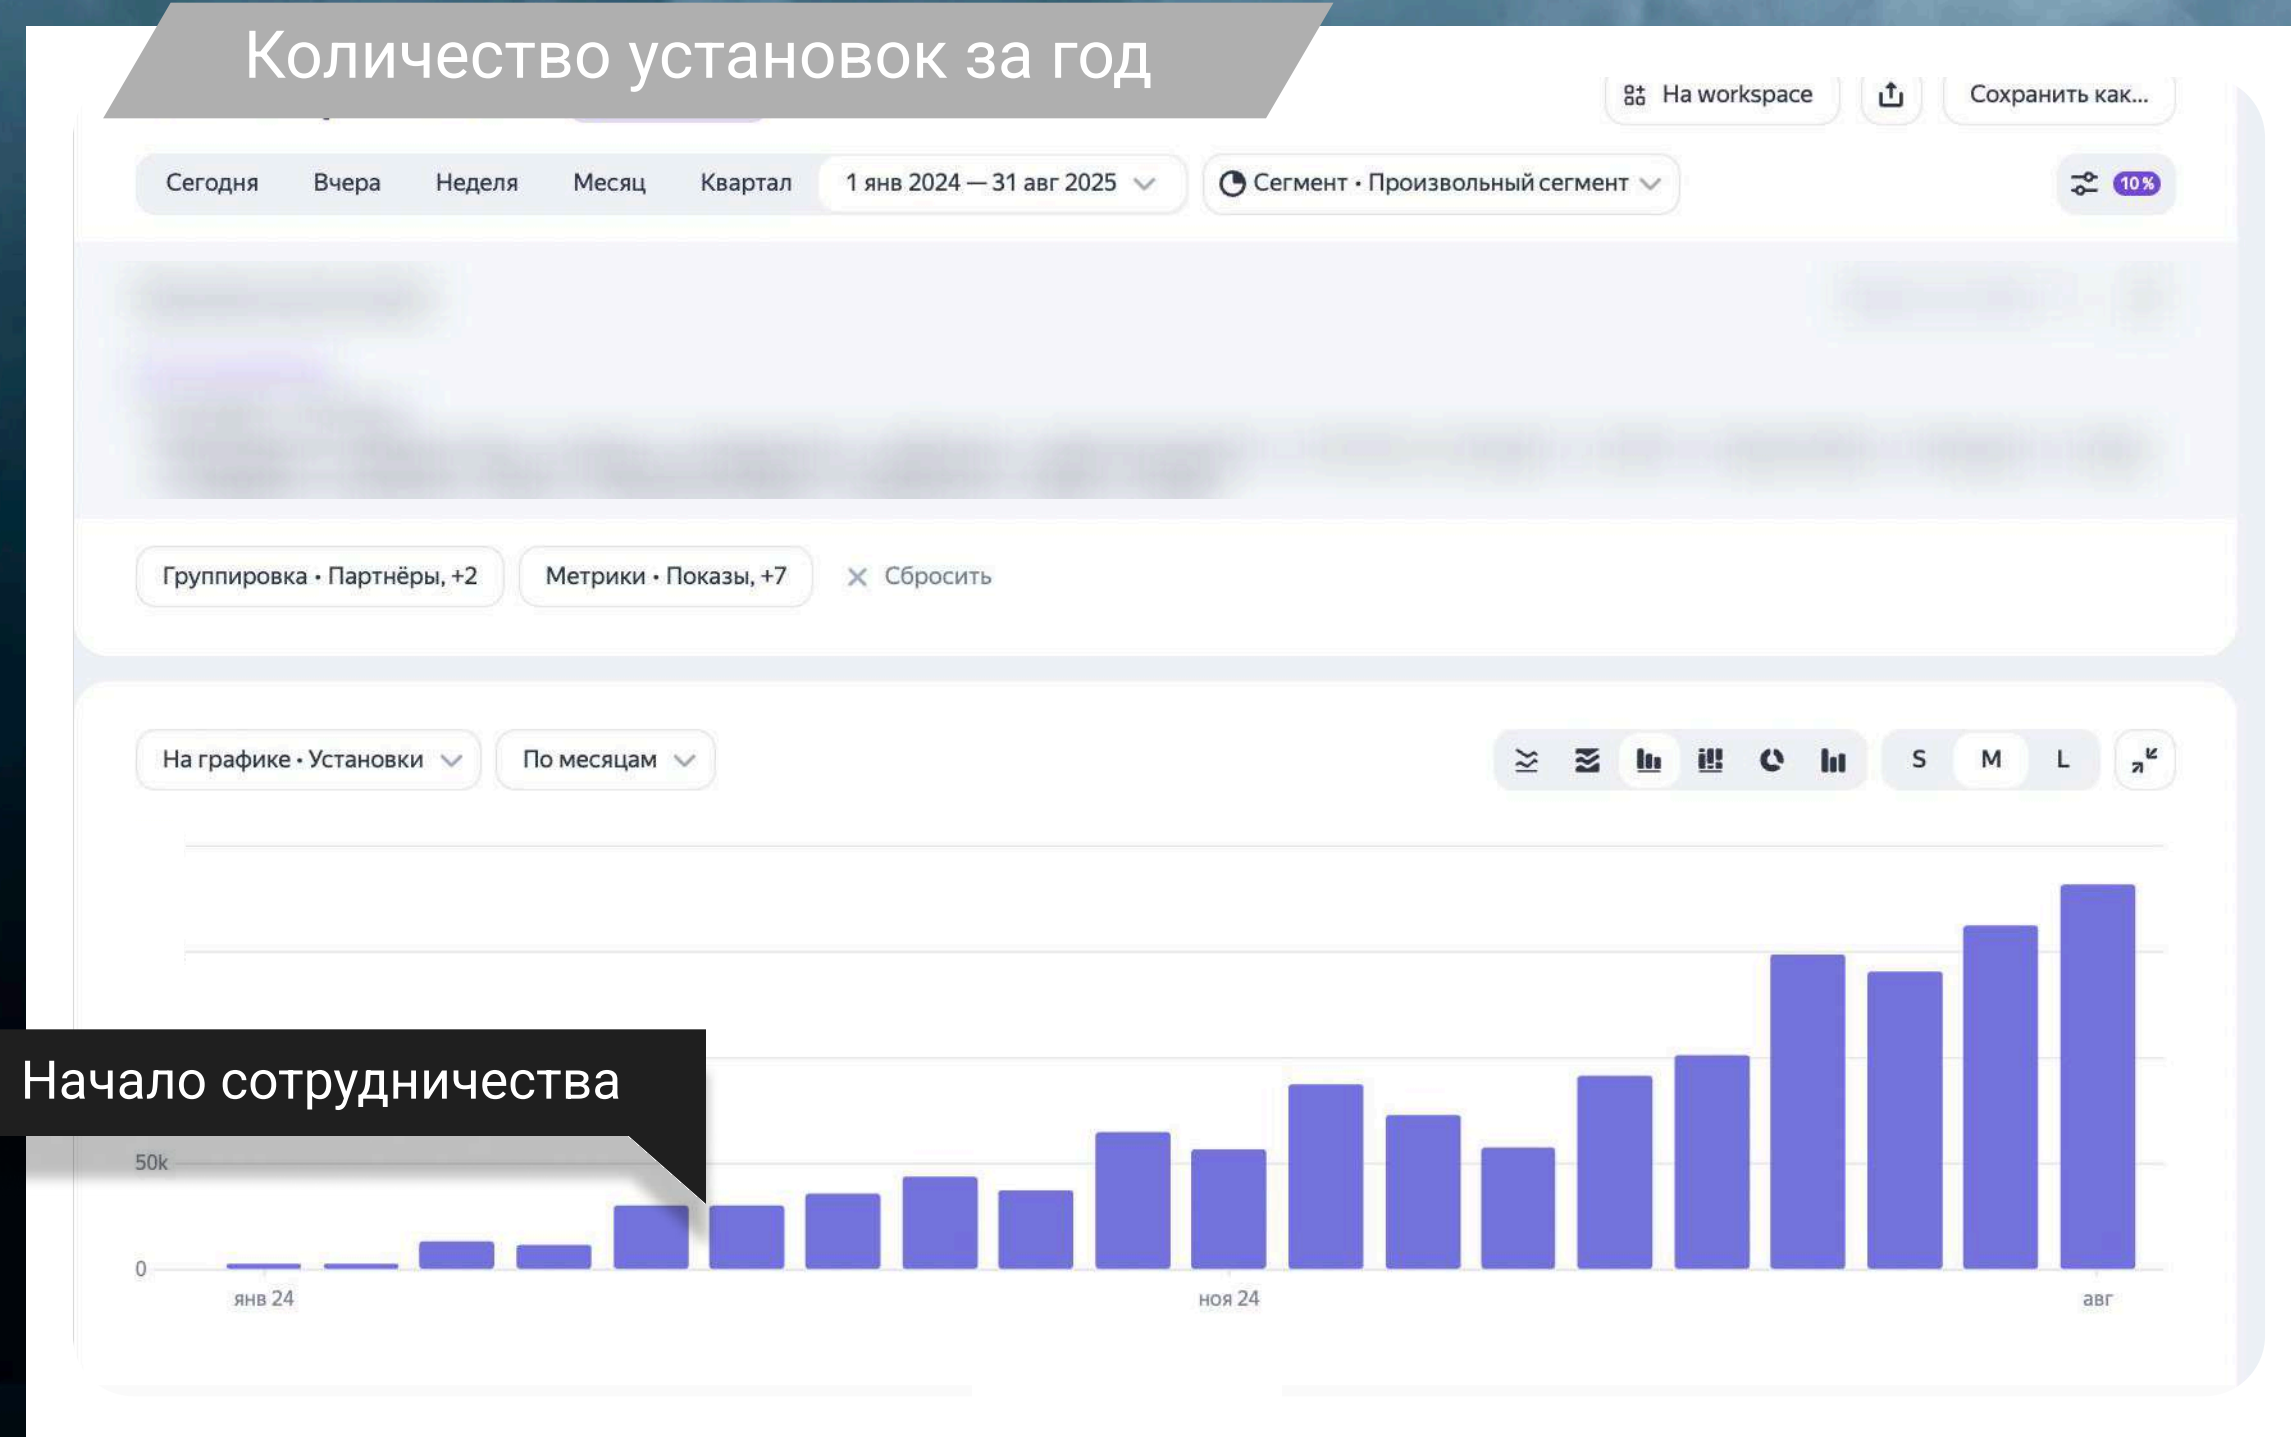 Количество установок за год
На workspace
Сохранить как...
Сегодня Вчера Неделя Месяц Квартал 1 янв 2024 — 31 авг 2025 Сегмент • Произвольный сегмент 10%
Группировка • Партнёры, +2 Метрики • Показы, +7 Сбросить
На графике • Установки По месяцам S M L
Начало сотрудничества
50k
0
янв 24 ноя 24 авг